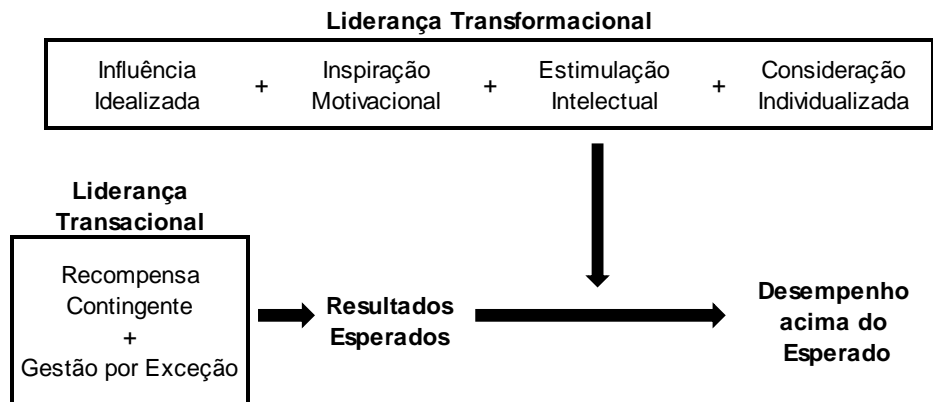 Liderança Transformacional
Influência
Idealizada
+
Inspiração
Motivacional
+
Estimulação
Intelectual
+
Consideração
Individualizada
Liderança
Transacional
Recompensa
Contingente
+
Gestão por Exceção
Resultados
Esperados
Desempenho
acima do
Esperado